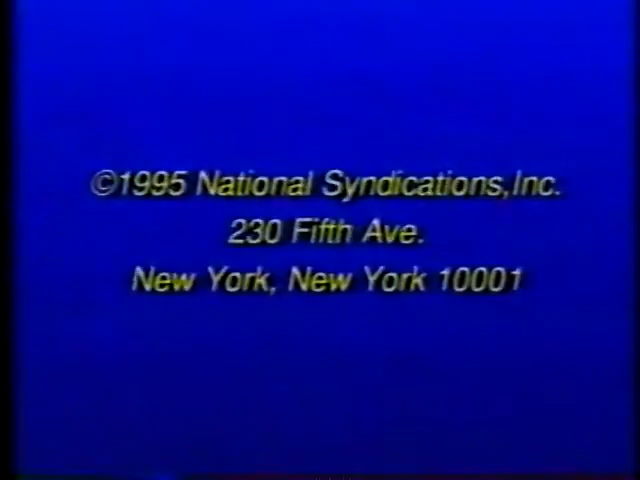 ©1995 National Syndications,Inc.
230 Fifth Ave.
New York, New York 10001